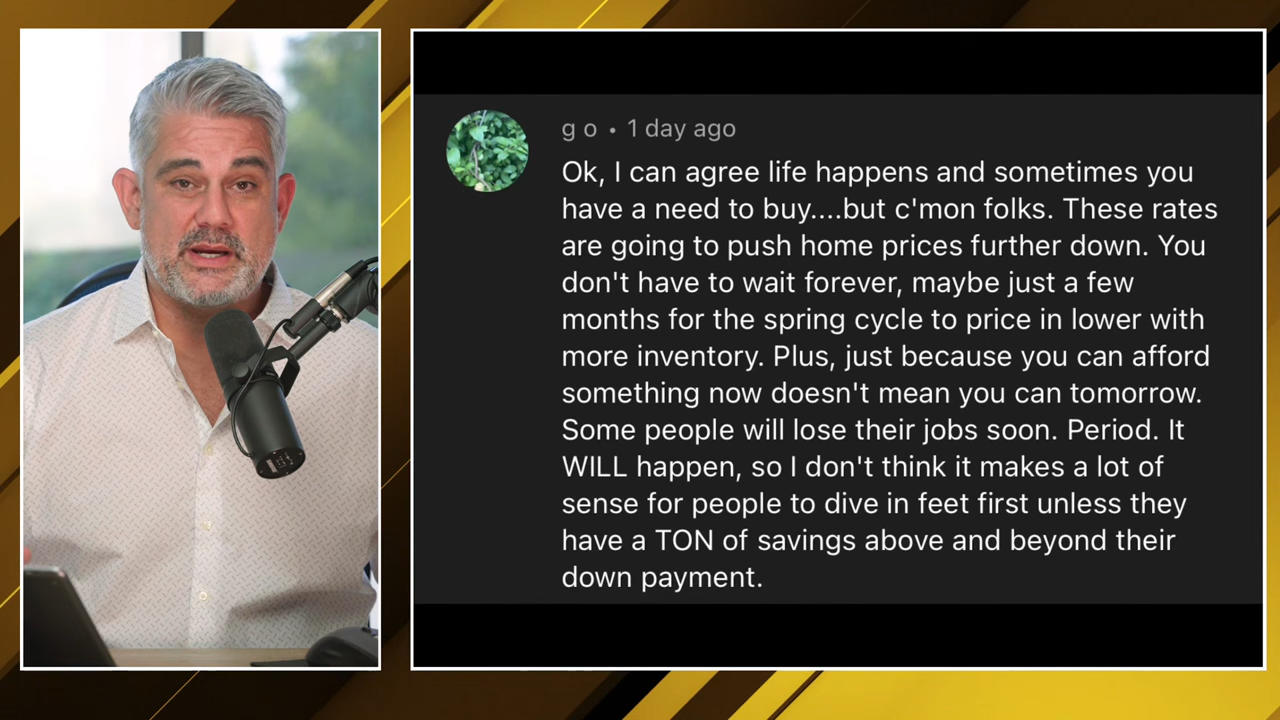 g o • 1 day ago
Ok, I can agree life happens and sometimes you
have a need to buy....but c'mon folks. These rates
are going to push home prices further down. You
don't have to wait forever, maybe just a few
months for the spring cycle to price in lower with
more inventory. Plus, just because you can afford
something now doesn't mean you can tomorrow.
Some people will lose their jobs soon. Period. It
WILL happen, so I don't think it makes a lot of
sense for people to dive in feet first unless they
have a TON of savings above and beyond their
down payment.